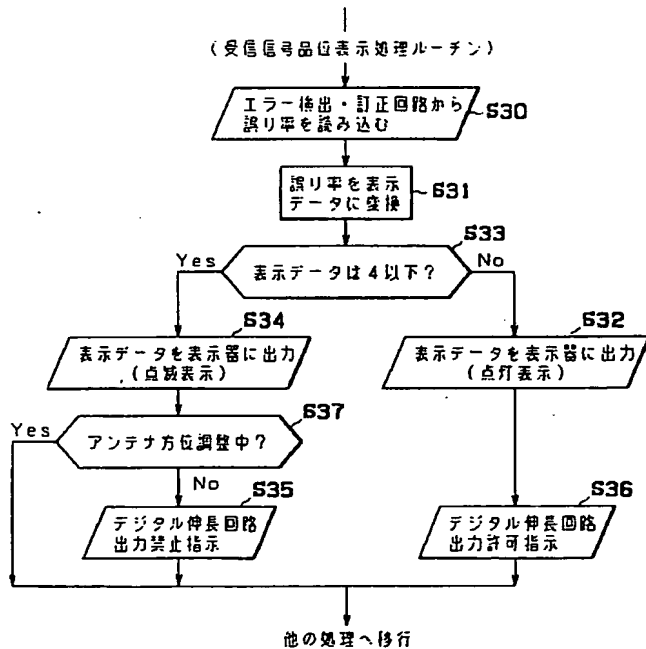 (受信信号品位表示処理ルーチン)
エラー検出・訂正回路から
誤り率を読み込む
S30
誤り率を表示
データに変換
S31
S33
表示データは4以下?
Yes
No
S34
表示データを表示器に出力
(点滅表示)
S32
表示データを表示器に出力
(点灯表示)
S37
アンテナ方位調整中?
Yes
No
S35
デジタル伸長回路
出力禁止指示
S36
デジタル伸長回路
出力許可指示
他の処理へ移行